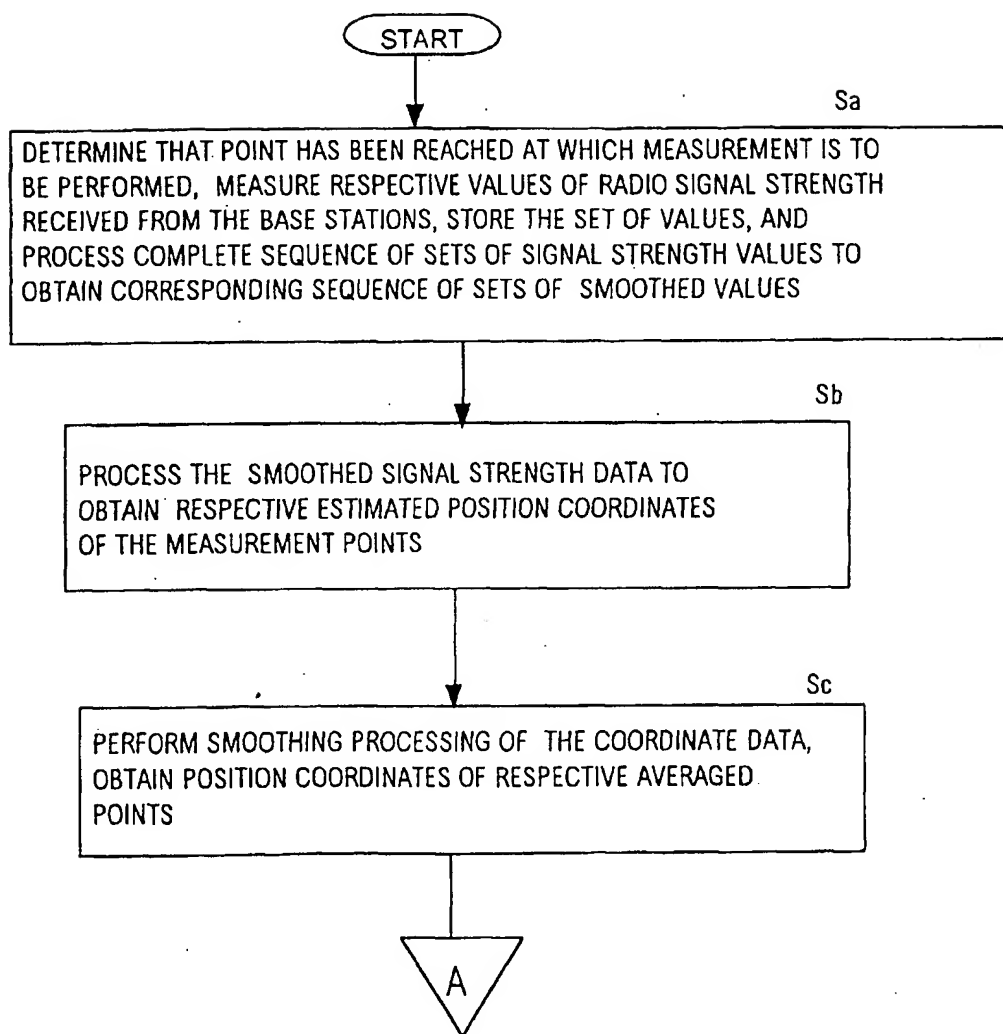 START
Sa
DETERMINE THAT POINT HAS BEEN REACHED AT WHICH MEASUREMENT IS TO
BE PERFORMED, MEASURE RESPECTIVE VALUES OF RADIO SIGNAL STRENGTH
RECEIVED FROM THE BASE STATIONS, STORE THE SET OF VALUES, AND
PROCESS COMPLETE SEQUENCE OF SETS OF SIGNAL STRENGTH VALUES TO
OBTAIN CORRESPONDING SEQUENCE OF SETS OF SMOOTHED VALUES
Sb
PROCESS THE SMOOTHED SIGNAL STRENGTH DATA TO
OBTAIN RESPECTIVE ESTIMATED POSITION COORDINATES
OF THE MEASUREMENT POINTS
Sc
PERFORM SMOOTHING PROCESSING OF THE COORDINATE DATA,
OBTAIN POSITION COORDINATES OF RESPECTIVE AVERAGED
POINTS
A